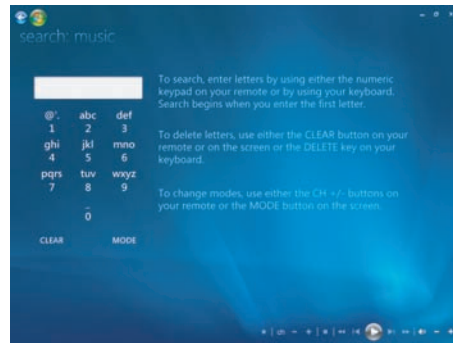 search: music
To search, enter letters by using either the numeric
keypad on your remote or by using your keyboard.
Search begins when you enter the first letter.
To delete letters, use either the CLEAR button on your
remote or on the screen or the DELETE key on your
keyboard.
To change modes, use either the CH +/- buttons on
your remote or the MODE button on the screen.
@'. abc def
1 2 3
ghi jkl mno
4 5 6
pqrs tuv wxyz
7 8 9
_
0
CLEAR MODE
ch - +